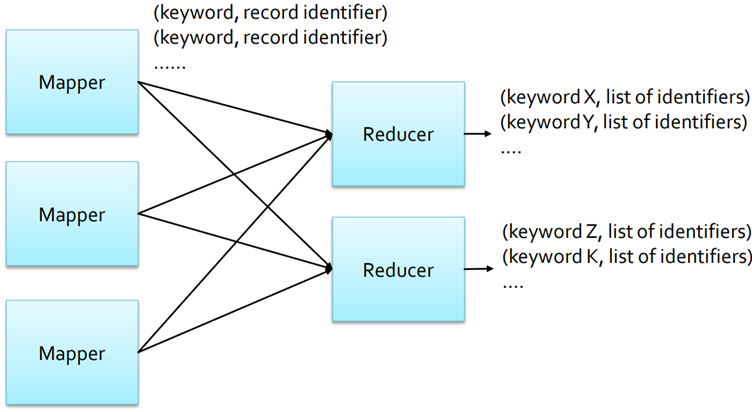 (keyword, record identifier)
(keyword, record identifier)
......
Mapper
Mapper
Mapper
Reducer
Reducer
(keyword X, list of identifiers)
(keyword Y, list of identifiers)
....
(keyword Z, list of identifiers)
(keyword K, list of identifiers)
....